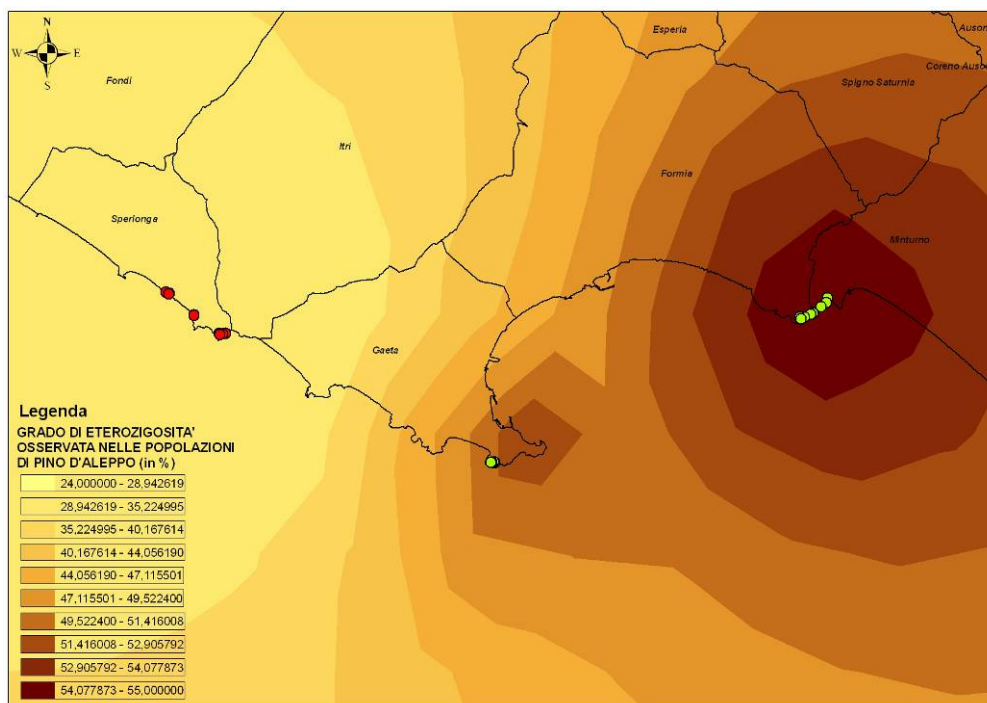 N
W E
S
Esperia
Auson
Coreno Auso
Spigno Saturnia
Fondi
Itri
Formia
Sperlonga
Minturno
Gaeta
Legenda
GRADO DI ETEROZIGOSITA'
OSSERVATA NELLE POPOLAZIONI
DI PINO D'ALEPPO (in %)
24,000000 - 28,942619
28,942619 - 35,224995
35,224995 - 40,167614
40,167614 - 44,056190
44,056190 - 47,115501
47,115501 - 49,522400
49,522400 - 51,416008
51,416008 - 52,905792
52,905792 - 54,077873
54,077873 - 55,000000